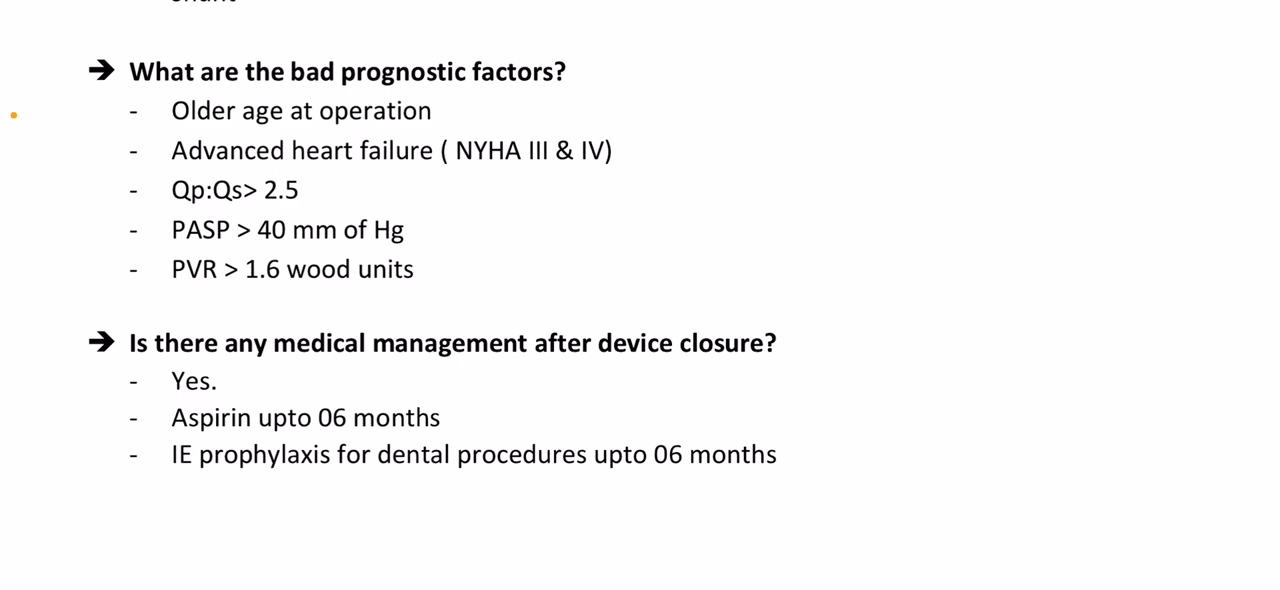 ➔ What are the bad prognostic factors?
- Older age at operation
- Advanced heart failure ( NYHA III & IV)
- Qp:Qs> 2.5
- PASP > 40 mm of Hg
- PVR > 1.6 wood units
➔ Is there any medical management after device closure?
- Yes.
- Aspirin upto 06 months
- IE prophylaxis for dental procedures upto 06 months